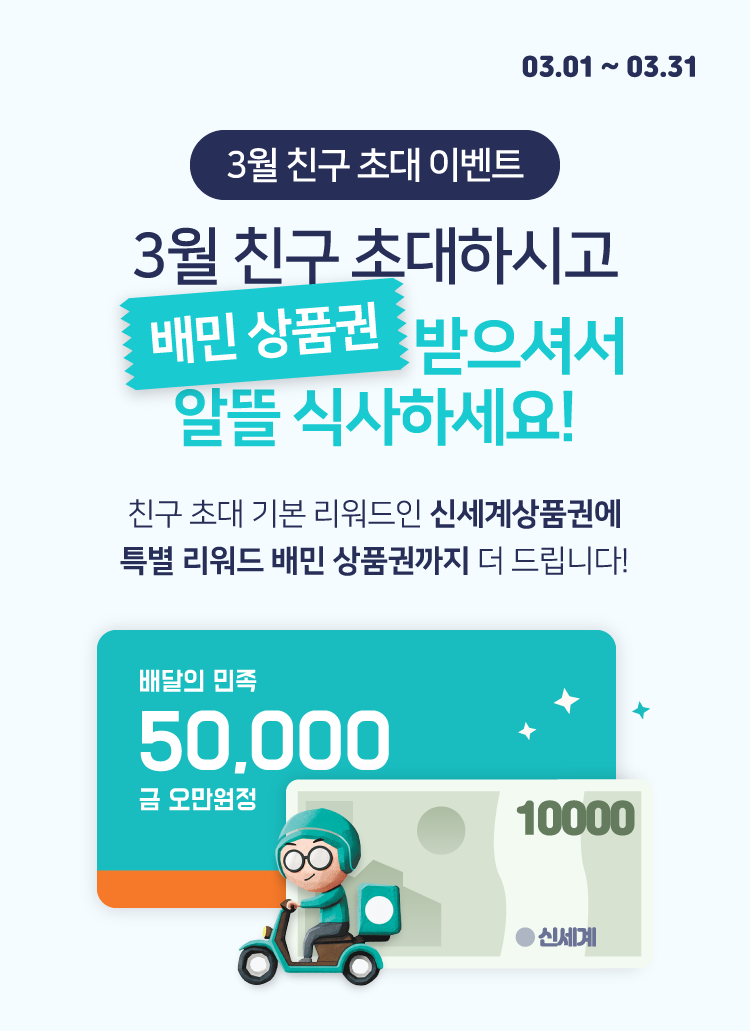 03.01 ~ 03.31
3월 친구 초대 이벤트
3월 친구 초대하시고
배민 상품권 받으셔서
알뜰 식사하세요!
친구 초대 기본 리워드인 신세계상품권에
특별 리워드 배민 상품권까지 더 드립니다!
배달의 민족
50,000
금 오만원정
10000
신세계